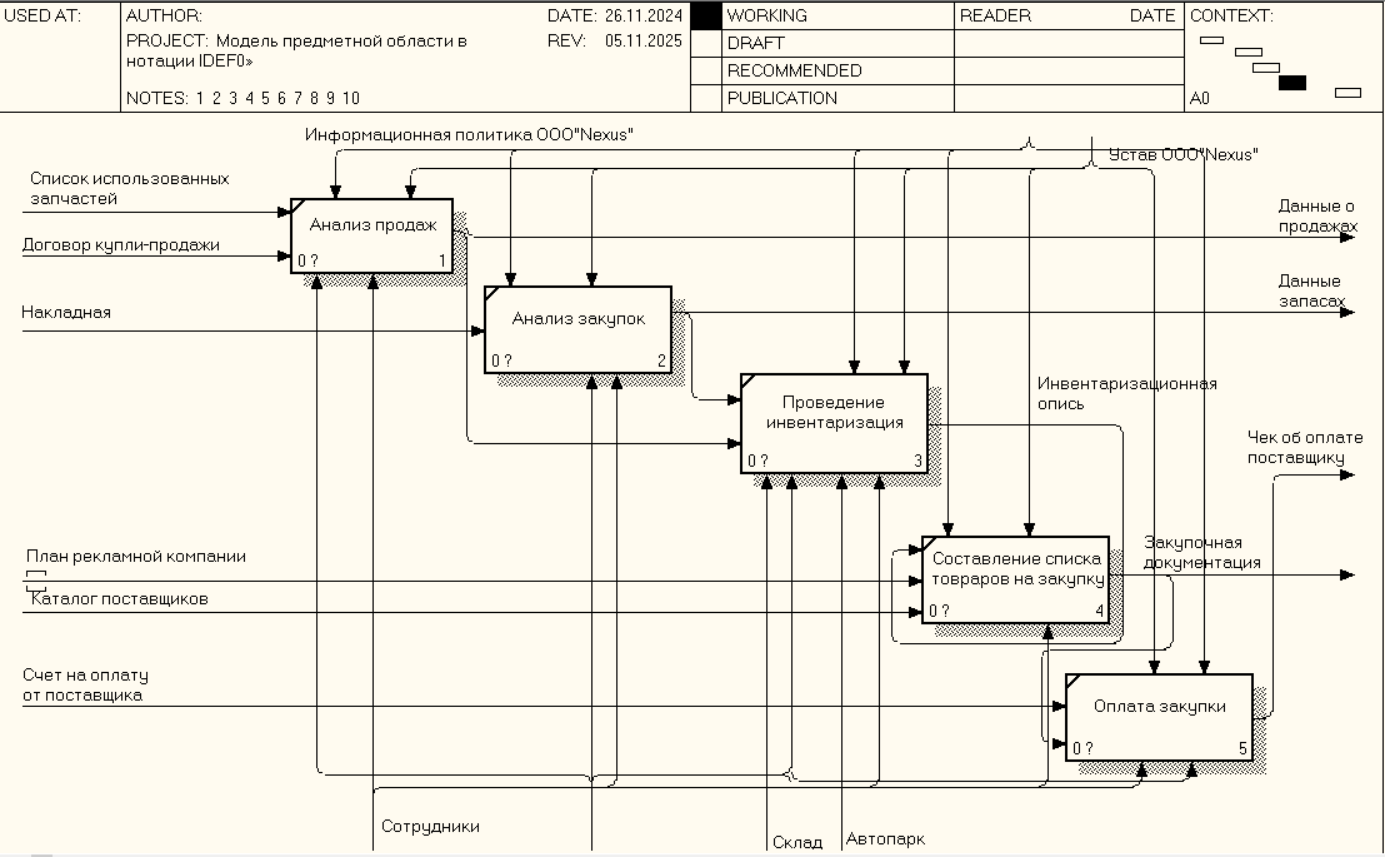 USED AT:
AUTHOR:
DATE: 26.11.2024
PROJECT: Модель предметной области в
нотации IDEF0»
REV: 05.11.2025
NOTES: 1 2 3 4 5 6 7 8 9 10
WORKING
DRAFT
RECOMMENDED
PUBLICATION
READER DATE
CONTEXT:
A0
Информационная политика ООО"Nexus"
Устав ООО"Nexus"
Список использованных
запчастей
Договор купли-продажи
Накладная
Анализ продаж
0 ? 1
Данные о
продажах
Данные
запасах
Анализ закупок
0 ? 2
Проведение
инвентаризация
0 ? 3
Инвентаризационная
опись
Чек об оплате
поставщику
План рекламной компании
Каталог поставщиков
Составление списка
товраров на закупку
0 ? 4
Закупочная
документация
Счет на оплату
от поставщика
Оплата закупки
0 ? 5
Сотрудники
Склад
Автопарк